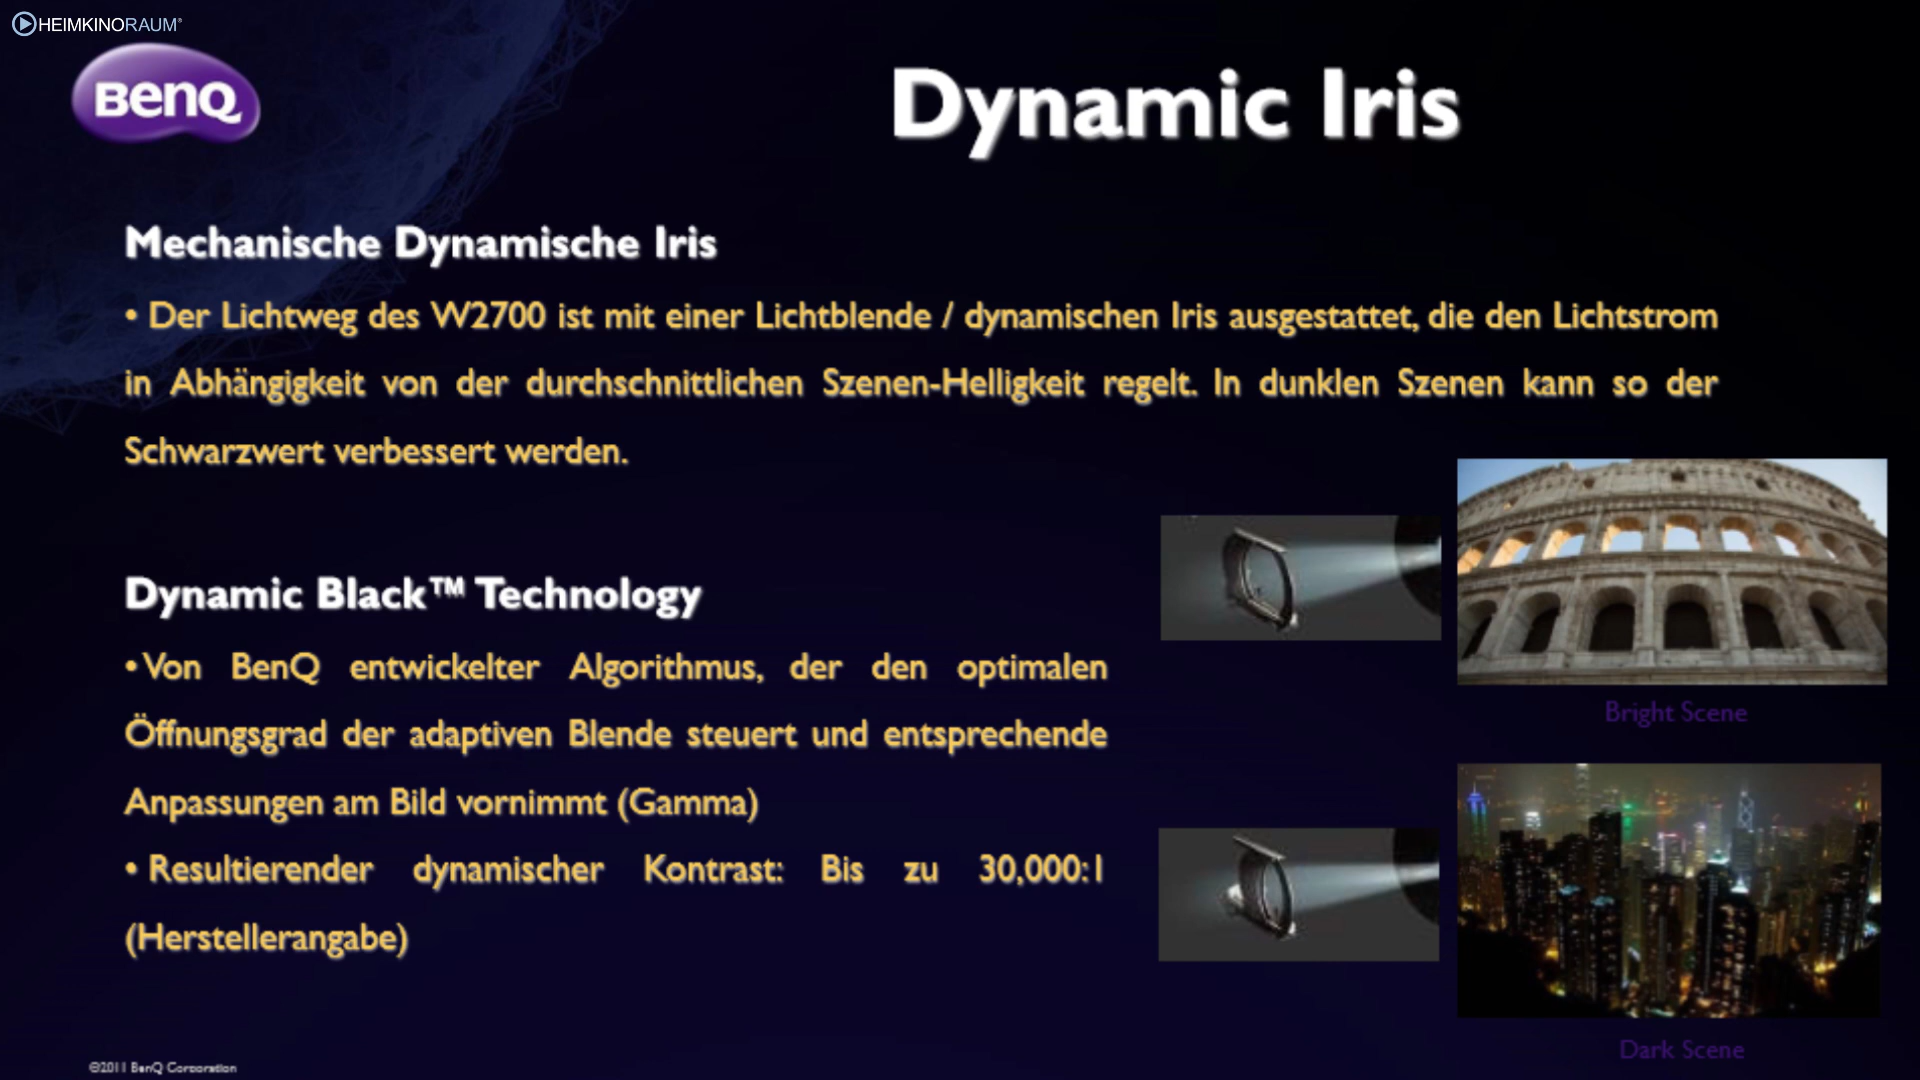 HEIMKINORAUM®
BenQ
Dynamic Iris
Mechanische Dynamische Iris
• Der Lichtweg des W2700 ist mit einer Lichtblende / dynamischen Iris ausgestattet, die den Lichtstrom
in Abhängigkeit von der durchschnittlichen Szenen-Helligkeit regelt. In dunklen Szenen kann so der
Schwarzwert verbessert werden.
Dynamic Black™ Technology
• Von BenQ entwickelter Algorithmus, der den optimalen
Öffnungsgrad der adaptiven Blende steuert und entsprechende
Anpassungen am Bild vornimmt (Gamma)
• Resultierender dynamischer Kontrast: Bis zu 30,000:1
(Herstellerangabe)
Bright Scene
Dark Scene
©2011 BenQ Corporation